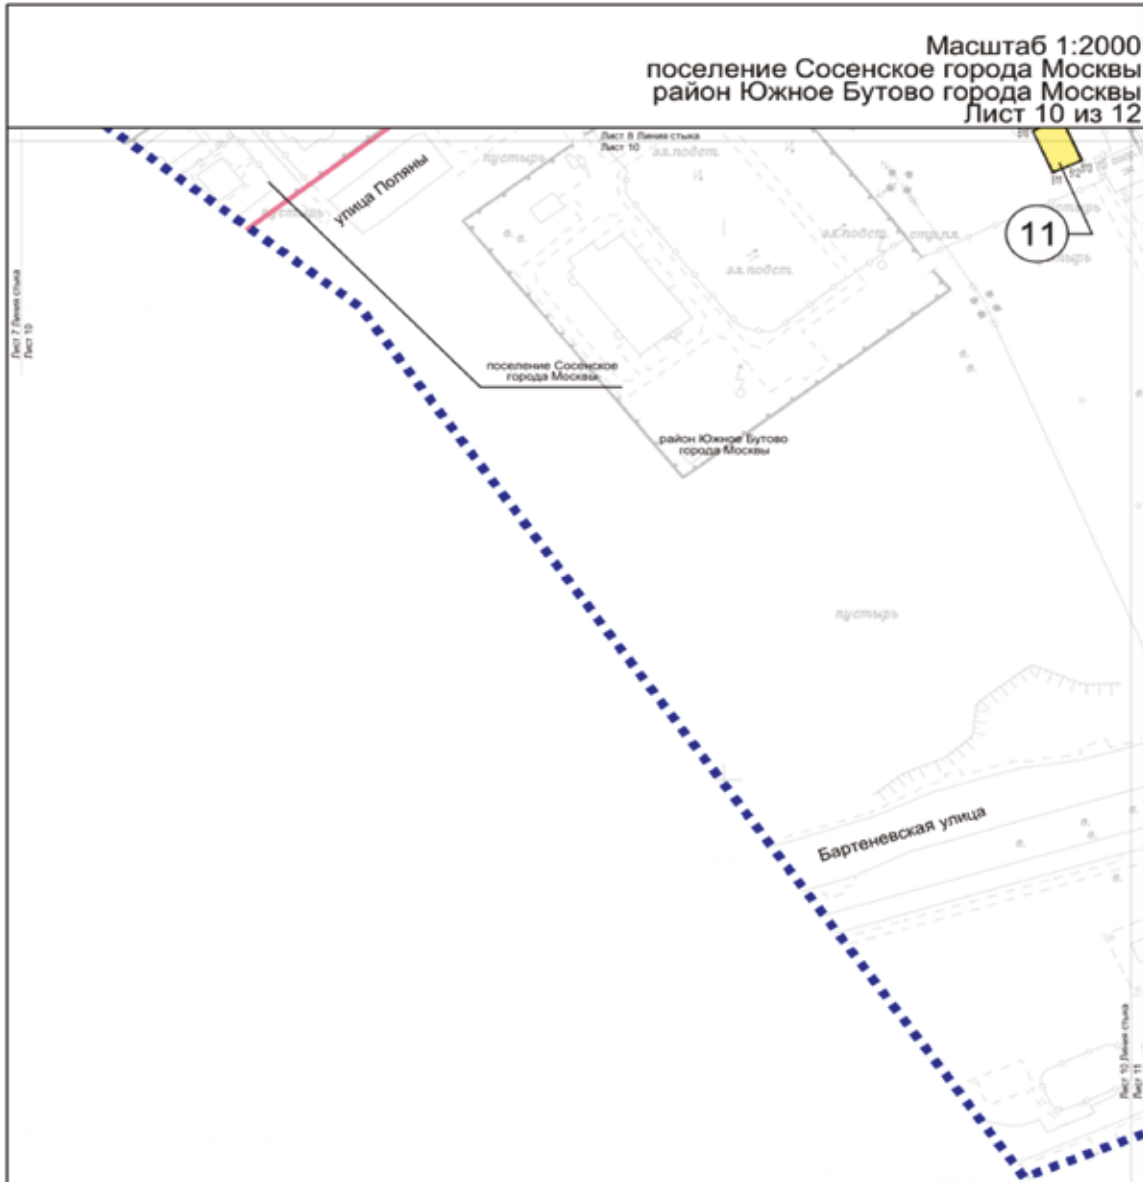 Масштаб 1:2000
поселение Сосенское города Москвы
район Южное Бутово города Москвы
Лист 10 из 12
Лист 8 Линия стыка
Лист 10
эл.подст.
И
пустырь
улица Поляны
пустырь
пустырь
11
эл.подст.
эл.подст.
Лист 7 Линия стыка
Лист 10
поселение Сосенское
города Москвы
район Южное Бутово
города Москвы
пустырь
Бартеневская улица
Лист 10 Линия стыка
Лист 11